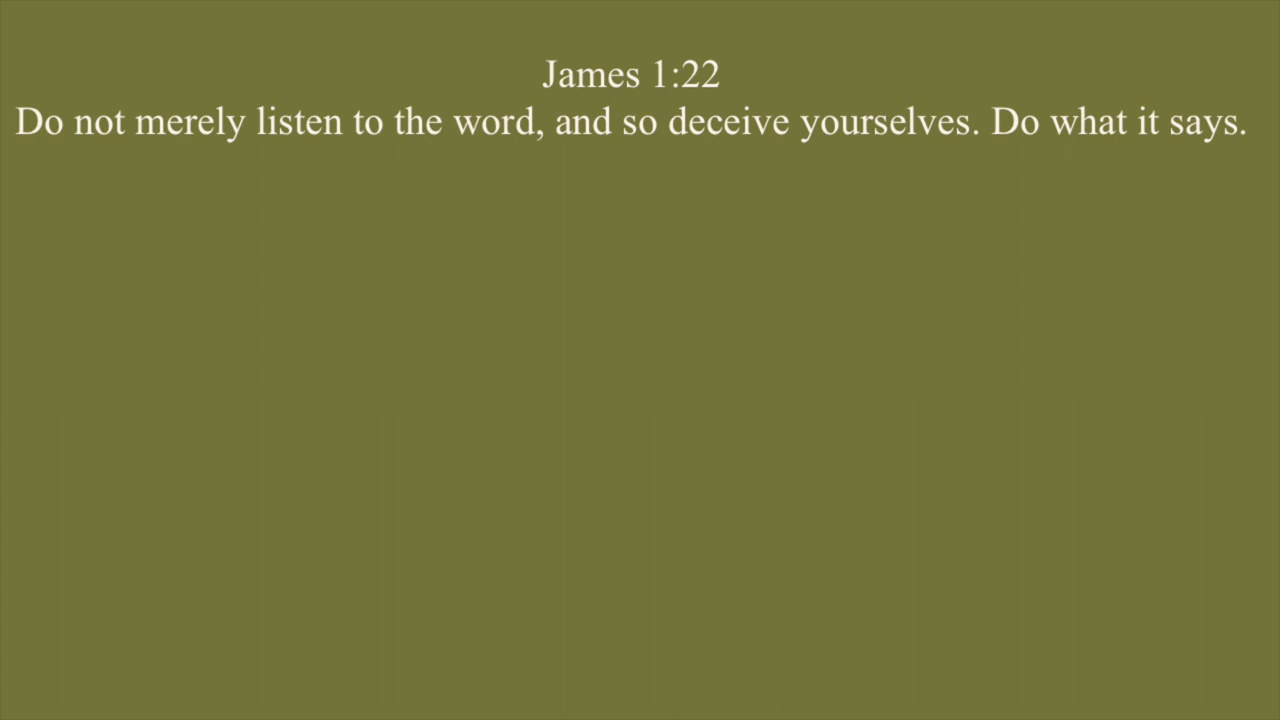 James 1:22
Do not merely listen to the word, and so deceive yourselves. Do what it says.